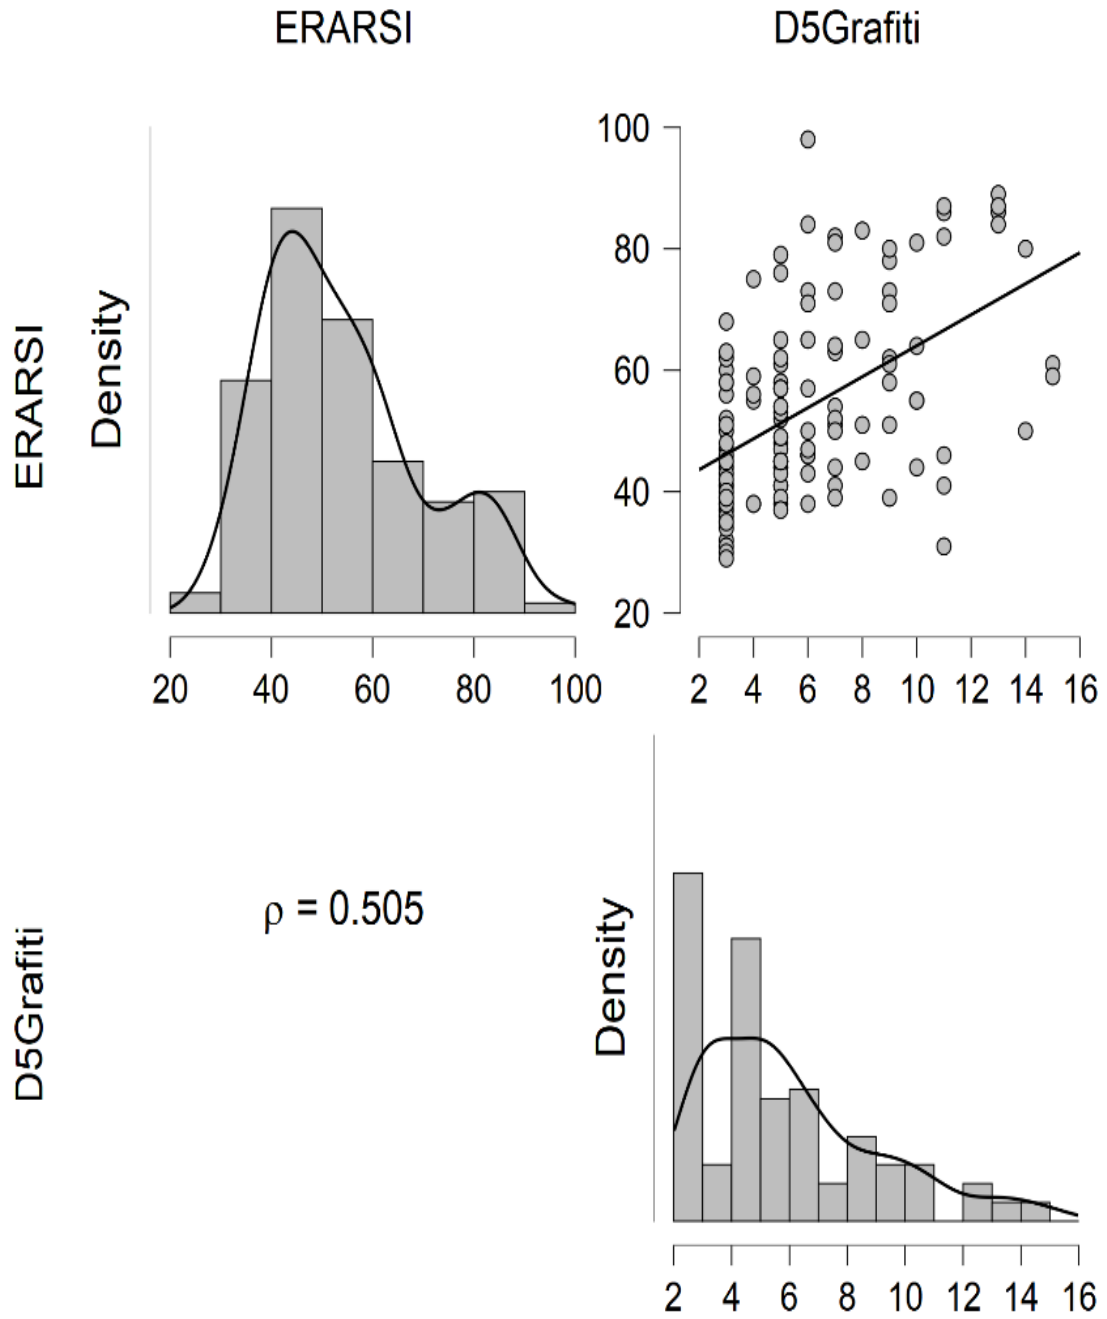 ERARSI D5Grafiti
ERARSI
Density
20 40 60 80 100
100
80
60
40
20
2 4 6 8 10 12 14 16
D5Grafiti
ρ = 0.505
Density
2 4 6 8 10 12 14 16